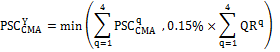 PSC^Y_CMA = min(∑_{q=1}^{4} PSC^q_CMA , 0.15% × ∑_{q=1}^{4} QR^q)